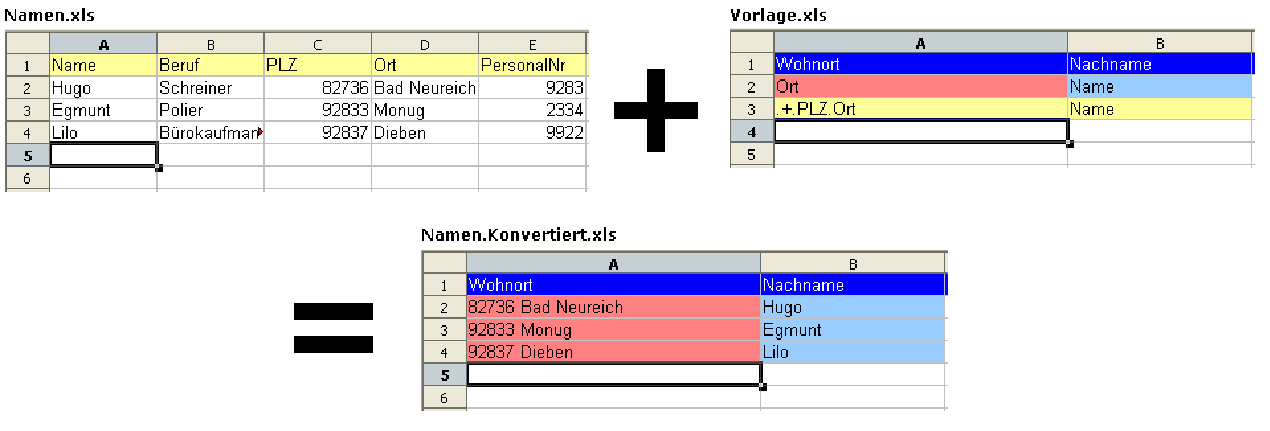 Namen.xls
A B C D E
1 Name Beruf PLZ Ort PersonalNr
2 Hugo Schreiner 82736 Bad Neureich 9283
3 Egmunt Polier 92833 Monug 2334
4 Lilo Bürokaufman 92837 Dieben 9922
5
6
Vorlage.xls
A B
1 Wohnort Nachname
2 Ort Name
3 .+.PLZ.Ort Name
4
5
Namen.Konvertiert.xls
A B
1 Wohnort Nachname
2 82736 Bad Neureich Hugo
3 92833 Monug Egmunt
4 92837 Dieben Lilo
5
6